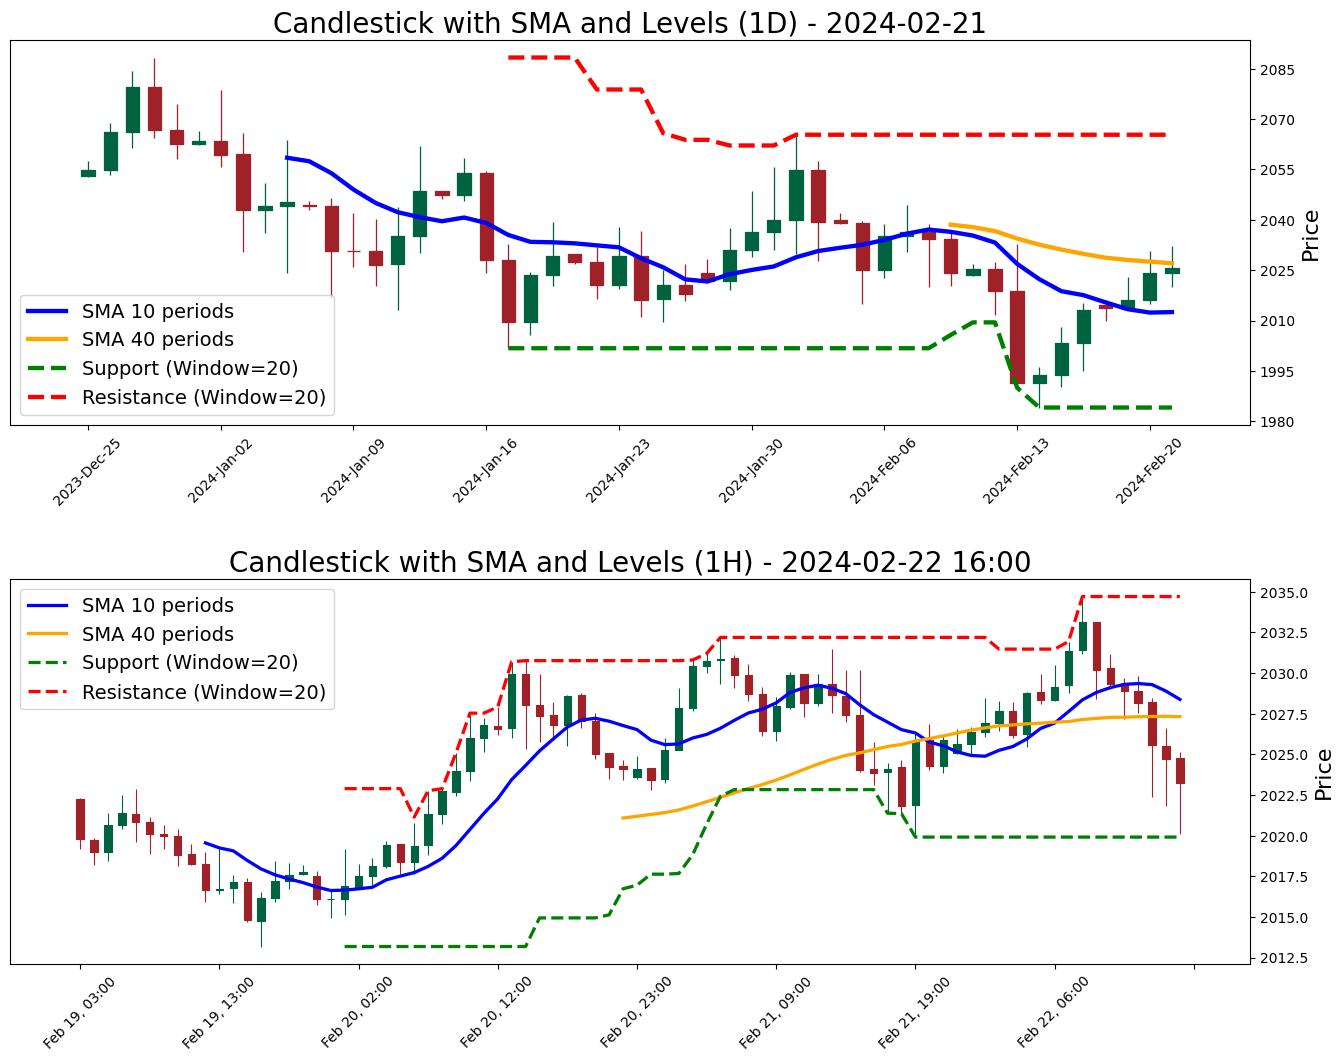 Candlestick with SMA and Levels (1D) - 2024-02-21
2085
2070
2055
2040
2025
2010
1995
1980
Price
SMA 10 periods
SMA 40 periods
Support (Window=20)
Resistance (Window=20)
2023-Dec-25
2024-Jan-02
2024-Jan-09
2024-Jan-16
2024-Jan-23
2024-Jan-30
2024-Feb-06
2024-Feb-13
2024-Feb-20
Candlestick with SMA and Levels (1H) - 2024-02-22 16:00
SMA 10 periods
SMA 40 periods
Support (Window=20)
Resistance (Window=20)
2035.0
2032.5
2030.0
2027.5
2025.0
2022.5
2020.0
2017.5
2015.0
2012.5
Price
Feb 19, 03:00
Feb 19, 13:00
Feb 20, 02:00
Feb 20, 12:00
Feb 20, 23:00
Feb 21, 09:00
Feb 21, 19:00
Feb 22, 06:00